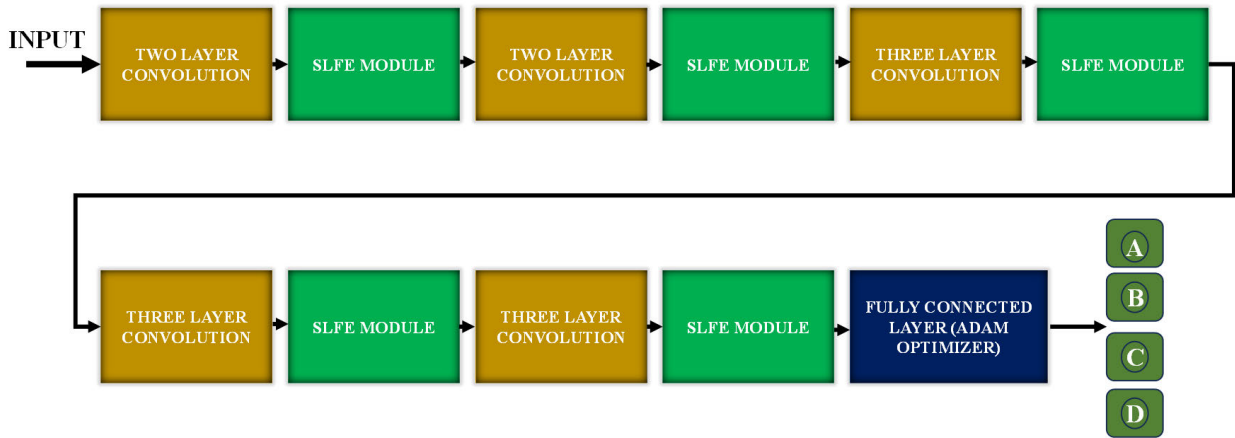 INPUT
TWO LAYER
CONVOLUTION
SLFE MODULE
TWO LAYER
CONVOLUTION
SLFE MODULE
THREE LAYER
CONVOLUTION
SLFE MODULE
THREE LAYER
CONVOLUTION
SLFE MODULE
THREE LAYER
CONVOLUTION
SLFE MODULE
FULLY CONNECTED
LAYER (ADAM
OPTIMIZER)
A
B
C
D